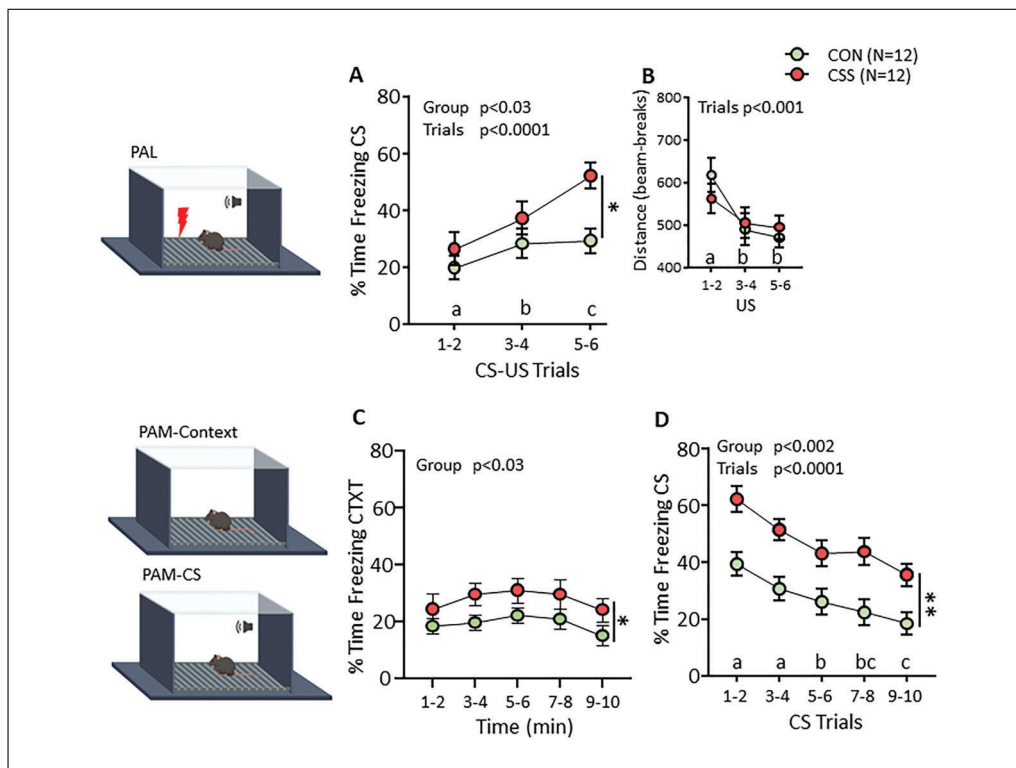 CON (N=12)
CSS (N=12)
PAL
A
Group p<0.03
Trials p<0.0001
% Time Freezing CS
80
60
40
20
0
a b c
*
1-2 3-4 5-6
CS-US Trials
B
Trials p<0.001
Distance (beam-breaks)
800
700
600
500
400
a b b
1-2 3-4 5-6
US
PAM-Context
PAM-CS
C
Group p<0.03
% Time Freezing CTXT
80
60
40
20
0
*
1-2 3-4 5-6 7-8 9-10
Time (min)
D
Group p<0.002
Trials p<0.0001
% Time Freezing CS
80
60
40
20
0
a a b bc c
**
1-2 3-4 5-6 7-8 9-10
CS Trials